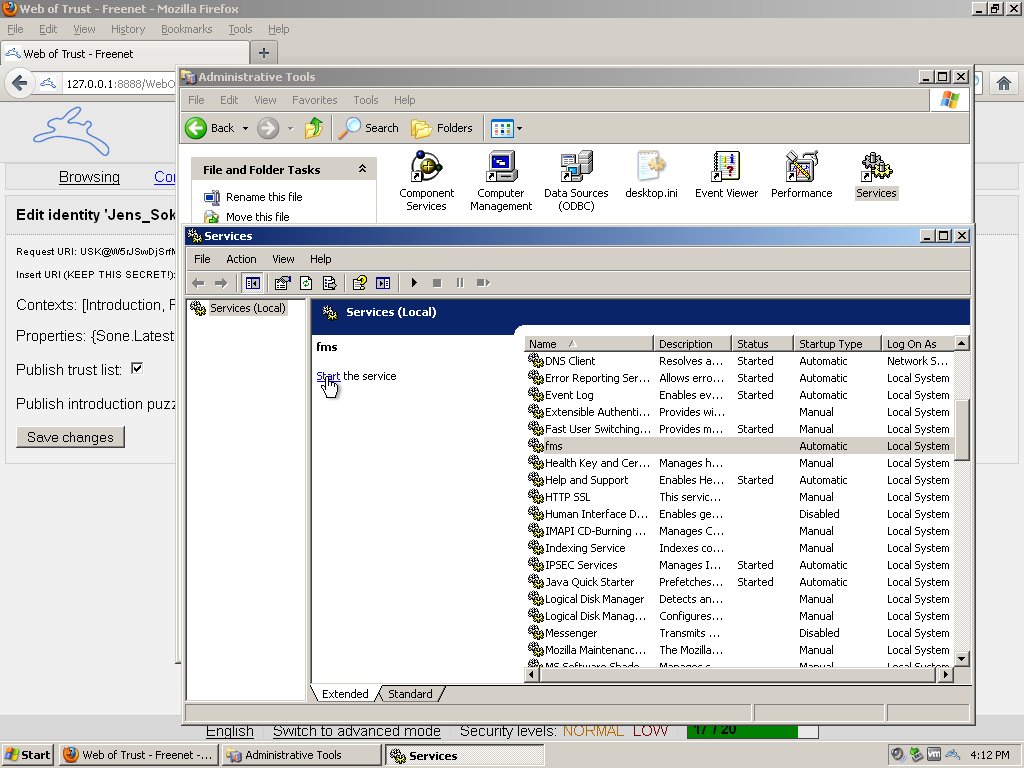 Web of Trust - Freenet - Mozilla Firefox
File Edit View History Bookmarks Tools Help
Web of Trust - Freenet
127.0.0.1:8888/WebO
Administrative Tools
File Edit View Favorites Tools Help
Back Search Folders
File and Folder Tasks
Rename this file
Move this file
Component Services
Computer Management
Data Sources (ODBC)
desktop.ini
Event Viewer
Performance
Services
Browsing Co
Edit identity 'Jens_Sok
Request URI: USK@W5rJSwDjSrfM
Insert URI (KEEP THIS SECRET!):
Contexts: [Introduction, F
Properties: {Sone.Latest
Publish trust list:
Publish introduction puzz
Save changes
Services
File Action View Help
Services (Local)
Services (Local)
fms
Start the service
Name Description Status Startup Type Log On As
DNS Client Resolves a... Started Automatic Network S...
Error Reporting Ser... Allows erro... Started Automatic Local System
Event Log Enables ev... Started Automatic Local System
Extensible Authenti... Provides wi... Manual Local System
Fast User Switching... Provides m... Started Manual Local System
fms Automatic Local System
Health Key and Cer... Manages h... Manual Local System
Help and Support Enables He... Started Automatic Local System
HTTP SSL This servic... Manual Local System
Human Interface D... Enables ge... Disabled Local System
IMAPI CD-Burning ... Manages C... Manual Local System
Indexing Service Indexes co... Manual Local System
IPSEC Services Manages I... Started Automatic Local System
Java Quick Starter Prefetches... Started Automatic Local System
Logical Disk Manager Detects an... Manual Local System
Logical Disk Manag... Configures... Manual Local System
Messenger Transmits ... Disabled Local System
Mozilla Maintenanc... The Mozilla... Manual Local System
MS Software Shado... Manages s... Manual Local System
Extended Standard
English Switch to advanced mode Security levels: NORMAL LOW 17 / 20
Start Web of Trust - Freenet -... Administrative Tools Services 4:12 PM